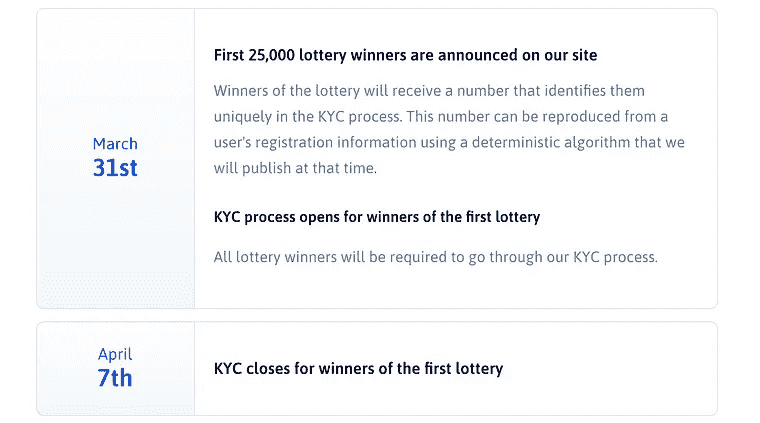 First 25,000 lottery winners are announced on our site
Winners of the lottery will receive a number that identifies them
uniquely in the KYC process. This number can be reproduced from a
user's registration information using a deterministic algorithm that we
will publish at that time.
March
31st
KYC process opens for winners of the first lottery
All lottery winners will be required to go through our KYC process.
April
7th
KYC closes for winners of the first lottery